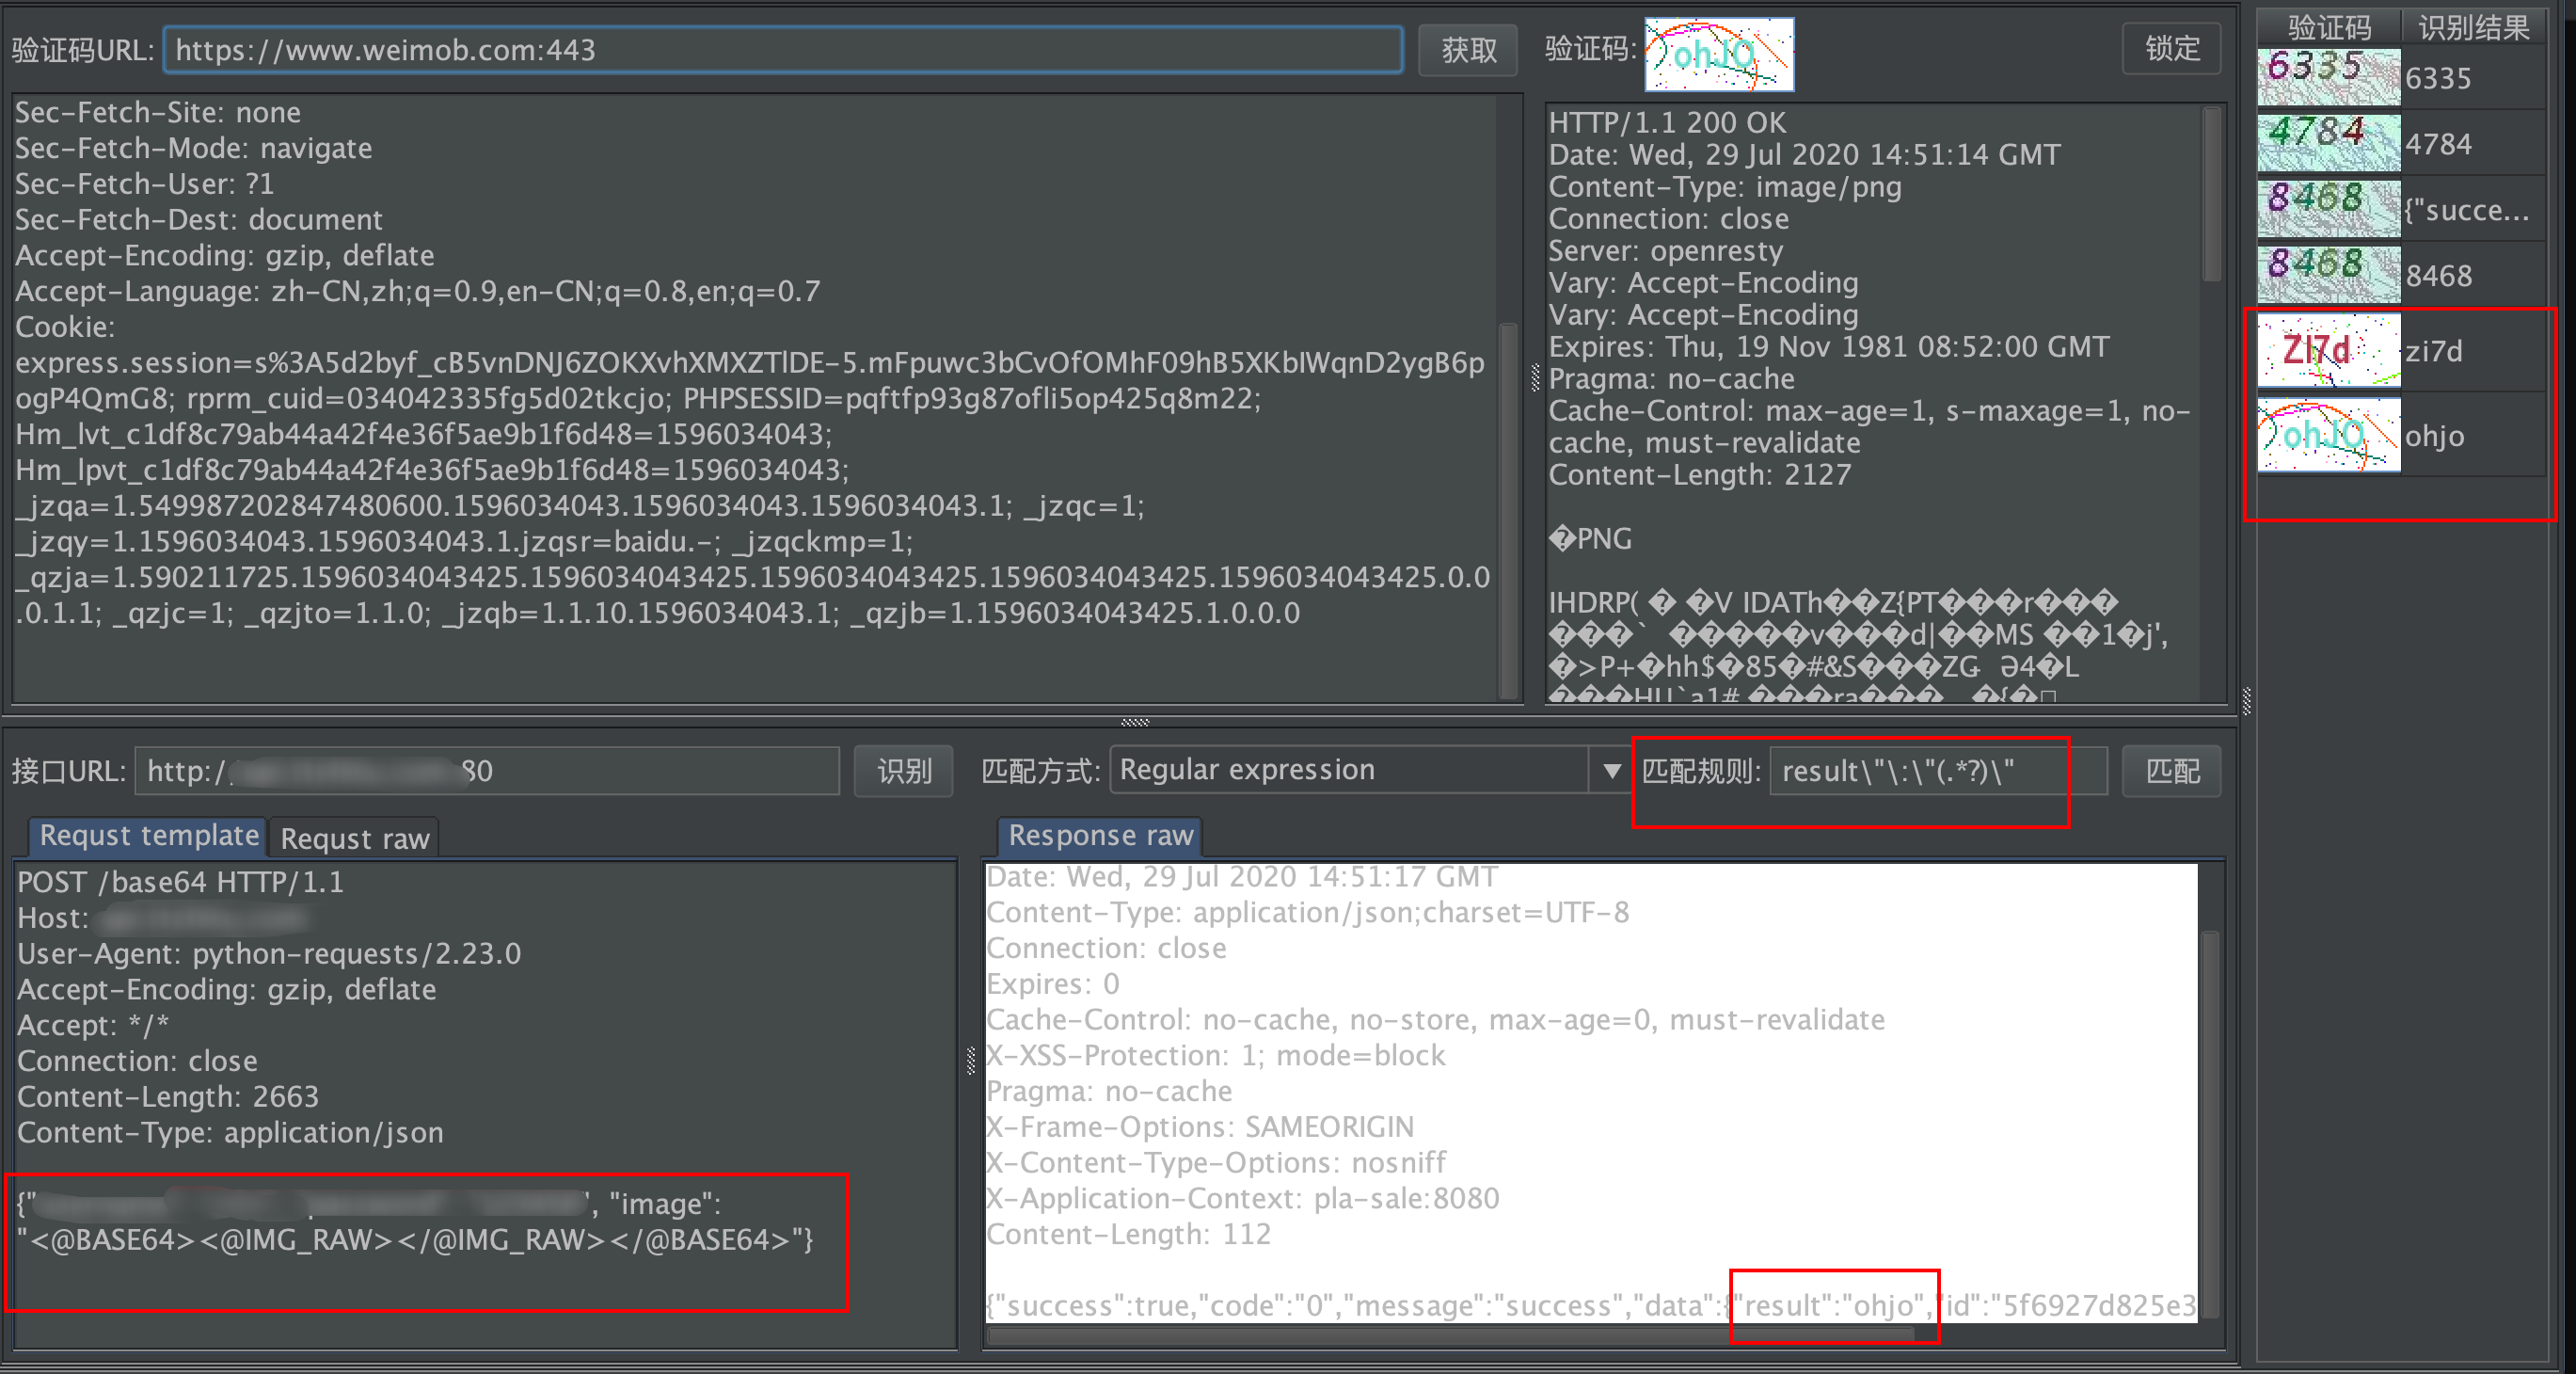 验证码URL: https://www.weimob.com:443 获取
Sec-Fetch-Site: none
Sec-Fetch-Mode: navigate
Sec-Fetch-User: ?1
Sec-Fetch-Dest: document
Accept-Encoding: gzip, deflate
Accept-Language: zh-CN,zh;q=0.9,en-CN;q=0.8,en;q=0.7
Cookie:
express.session=s%3A5d2byf_cB5vnDNJ6ZOKXvhXMXZTlDE-5.mFpuwc3bCvOfOMhF09hB5XKbIWqnD2ygB6p
ogP4QmG8; rprm_cuid=034042335fg5d02tkcjo; PHPSESSID=pqftfp93g87ofli5op425q8m22;
Hm_lvt_c1df8c79ab44a42f4e36f5ae9b1f6d48=1596034043;
Hm_lpvt_c1df8c79ab44a42f4e36f5ae9b1f6d48=1596034043;
_jzqa=1.549987202847480600.1596034043.1596034043.1596034043.1; _jzqc=1;
_jzqy=1.1596034043.1596034043.1.jzqsr=baidu.-; _jzqckmp=1;
_qzja=1.590211725.1596034043425.1596034043425.1596034043425.1596034043425.1596034043425.0.0
.0.1.1; _qzjc=1; _qzjto=1.1.0; _jzqb=1.1.10.1596034043.1; _qzjb=1.1596034043425.1.0.0.0
验证码: ohJO 锁定
HTTP/1.1 200 OK
Date: Wed, 29 Jul 2020 14:51:14 GMT
Content-Type: image/png
Connection: close
Server: openresty
Vary: Accept-Encoding
Vary: Accept-Encoding
Expires: Thu, 19 Nov 1981 08:52:00 GMT
Pragma: no-cache
Cache-Control: max-age=1, s-maxage=1, no-
cache, must-revalidate
Content-Length: 2127
�PNG
IHDRP( � �V IDATh��Z{PT���r���
���` �����v���d|��MS ��1�j',
�>P+�hh$�85�#&S���ZG Ə4�L
验证码 识别结果
6335 6335
4784 4784
8468 {"succe...
8468 8468
ZI7d zi7d
ohJO ohjo
接口URL: http:/ 80 识别
Requst template Requst raw
POST /base64 HTTP/1.1
Host:
User-Agent: python-requests/2.23.0
Accept-Encoding: gzip, deflate
Accept: */*
Connection: close
Content-Length: 2663
Content-Type: application/json
{" ', "image":
"<@BASE64><@IMG_RAW></@IMG_RAW></@BASE64>"}
匹配方式: Regular expression 匹配规则: result\"\:\"(.*?)\" 匹配
Response raw
Date: Wed, 29 Jul 2020 14:51:17 GMT
Content-Type: application/json;charset=UTF-8
Connection: close
Expires: 0
Cache-Control: no-cache, no-store, max-age=0, must-revalidate
X-XSS-Protection: 1; mode=block
Pragma: no-cache
X-Frame-Options: SAMEORIGIN
X-Content-Type-Options: nosniff
X-Application-Context: pla-sale:8080
Content-Length: 112
{"success":true,"code":"0","message":"success","data":{"result":"ohjo","id":"5f6927d825e3